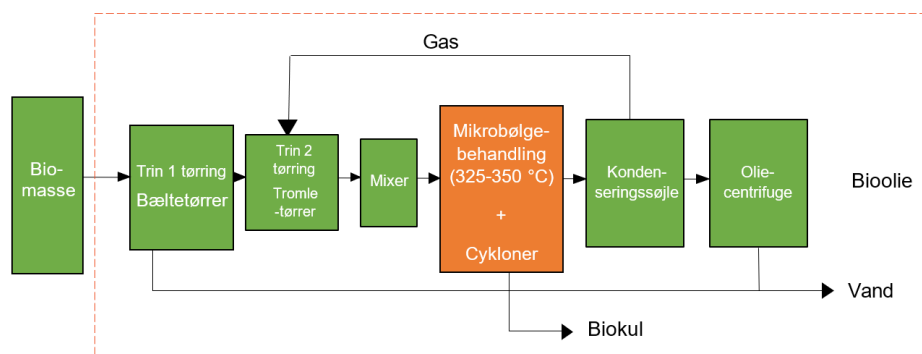 Gas
Bio-
masse
Trin 1 tørring
Bæltetørrer
Trin 2
tørring
Tromle
-tørrer
Mixer
Mikrobølge-
behandling
(325-350 °C)
+
Cykloner
Konden-
seringssøjle
Olie-
centrifuge
Bioolie
Vand
Biokul